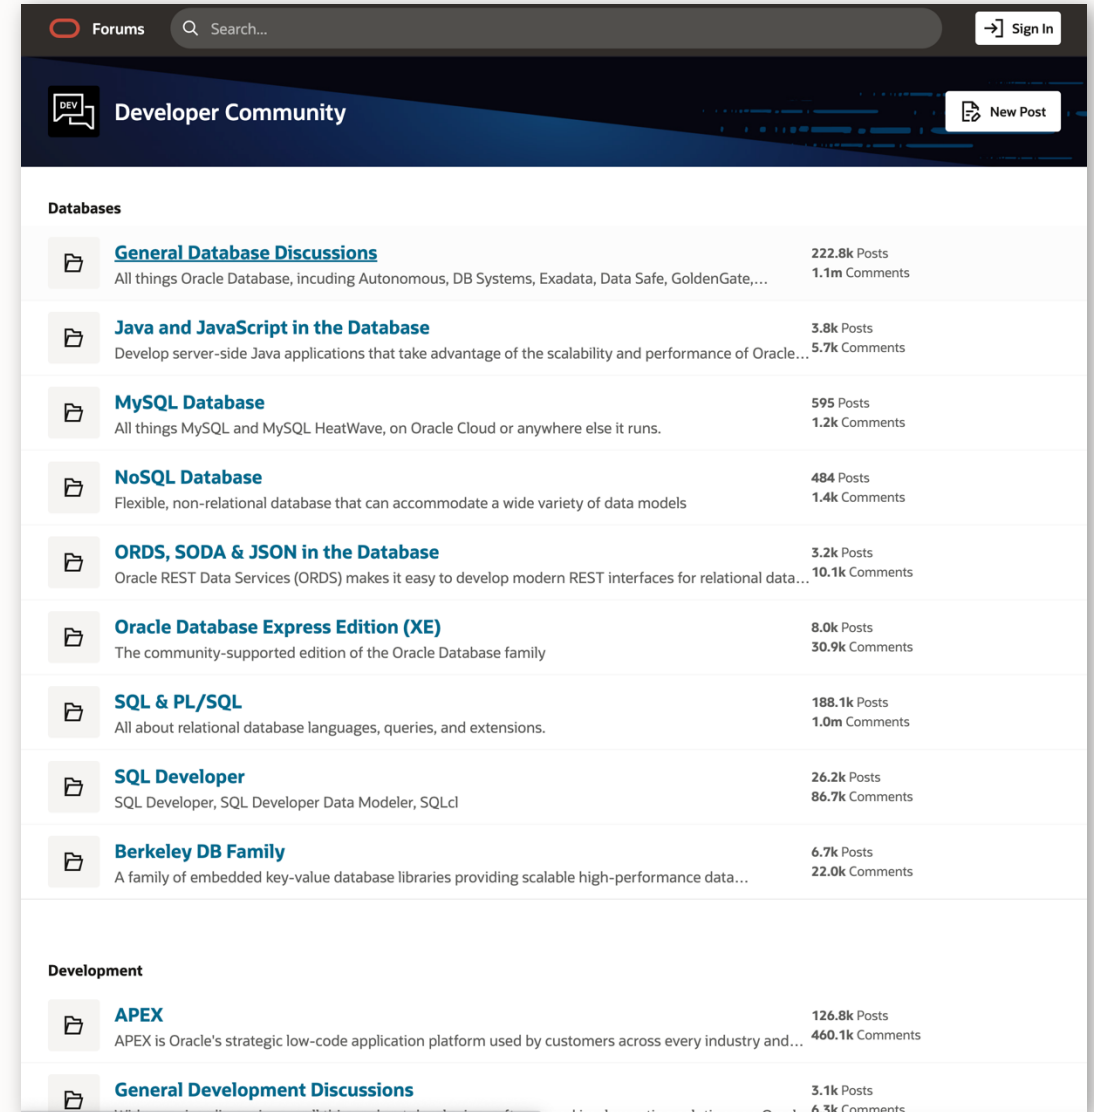 Forums
Search...
Sign In
DEV
Developer Community
New Post
Databases
General Database Discussions
All things Oracle Database, incuding Autonomous, DB Systems, Exadata, Data Safe, GoldenGate,...
222.8k Posts
1.1m Comments
Java and JavaScript in the Database
Develop server-side Java applications that take advantage of the scalability and performance of Oracle...
3.8k Posts
5.7k Comments
MySQL Database
All things MySQL and MySQL HeatWave, on Oracle Cloud or anywhere else it runs.
595 Posts
1.2k Comments
NoSQL Database
Flexible, non-relational database that can accommodate a wide variety of data models
484 Posts
1.4k Comments
ORDS, SODA & JSON in the Database
Oracle REST Data Services (ORDS) makes it easy to develop modern REST interfaces for relational data...
3.2k Posts
10.1k Comments
Oracle Database Express Edition (XE)
The community-supported edition of the Oracle Database family
8.0k Posts
30.9k Comments
SQL & PL/SQL
All about relational database languages, queries, and extensions.
188.1k Posts
1.0m Comments
SQL Developer
SQL Developer, SQL Developer Data Modeler, SQLcl
26.2k Posts
86.7k Comments
Berkeley DB Family
A family of embedded key-value database libraries providing scalable high-performance data...
6.7k Posts
22.0k Comments
Development
APEX
APEX is Oracle's strategic low-code application platform used by customers across every industry and...
126.8k Posts
460.1k Comments
General Development Discussions
3.1k Posts
6.3k Comments